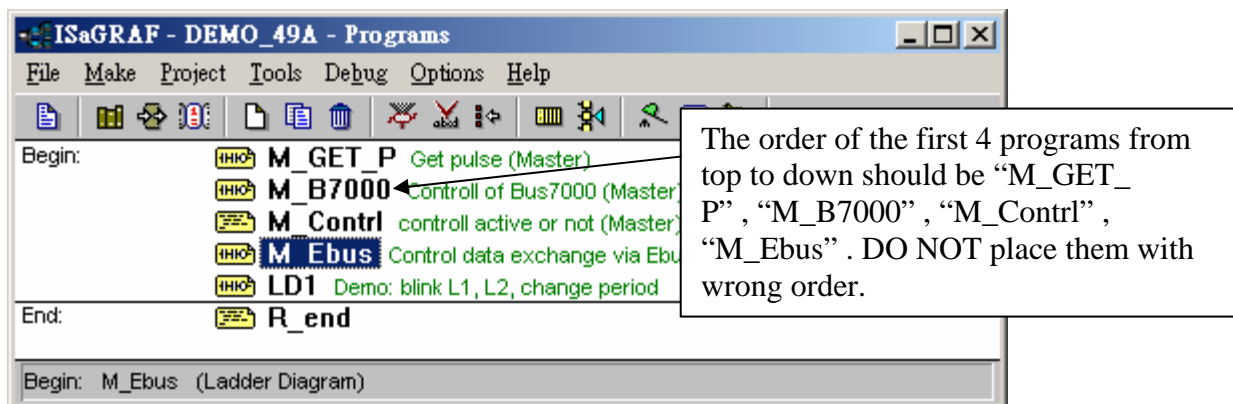 ISaGRAF - DEMO_49A - Programs
File Make Project Tools Debug Options Help
Begin: M_GET_P Get pulse (Master)
M_B7000 Controll of Bus7000 (Master)
M_Contrl controll active or not (Master)
M_Ebus Control data exchange via Ebu
LD1 Demo: blink L1, L2, change period
End: R_end
Begin: M_Ebus (Ladder Diagram)
The order of the first 4 programs from
top to down should be “M_GET_
P” , “M_B7000” , “M_Contrl” ,
“M_Ebus” . DO NOT place them with
wrong order.